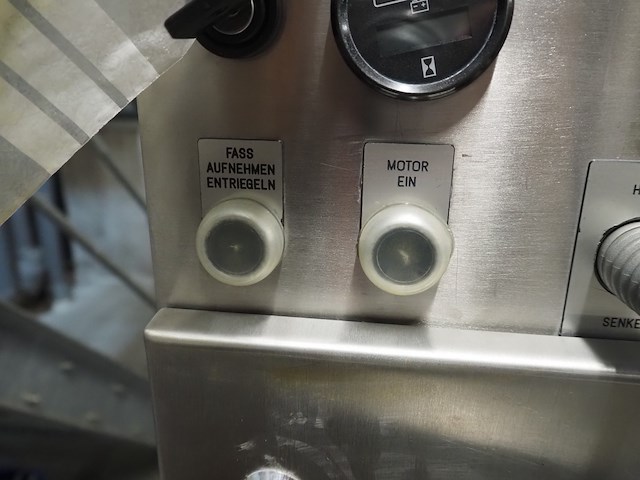 FASS
AUFNEHMEN
ENTRIEGELN
MOTOR
EIN
H
SENKE